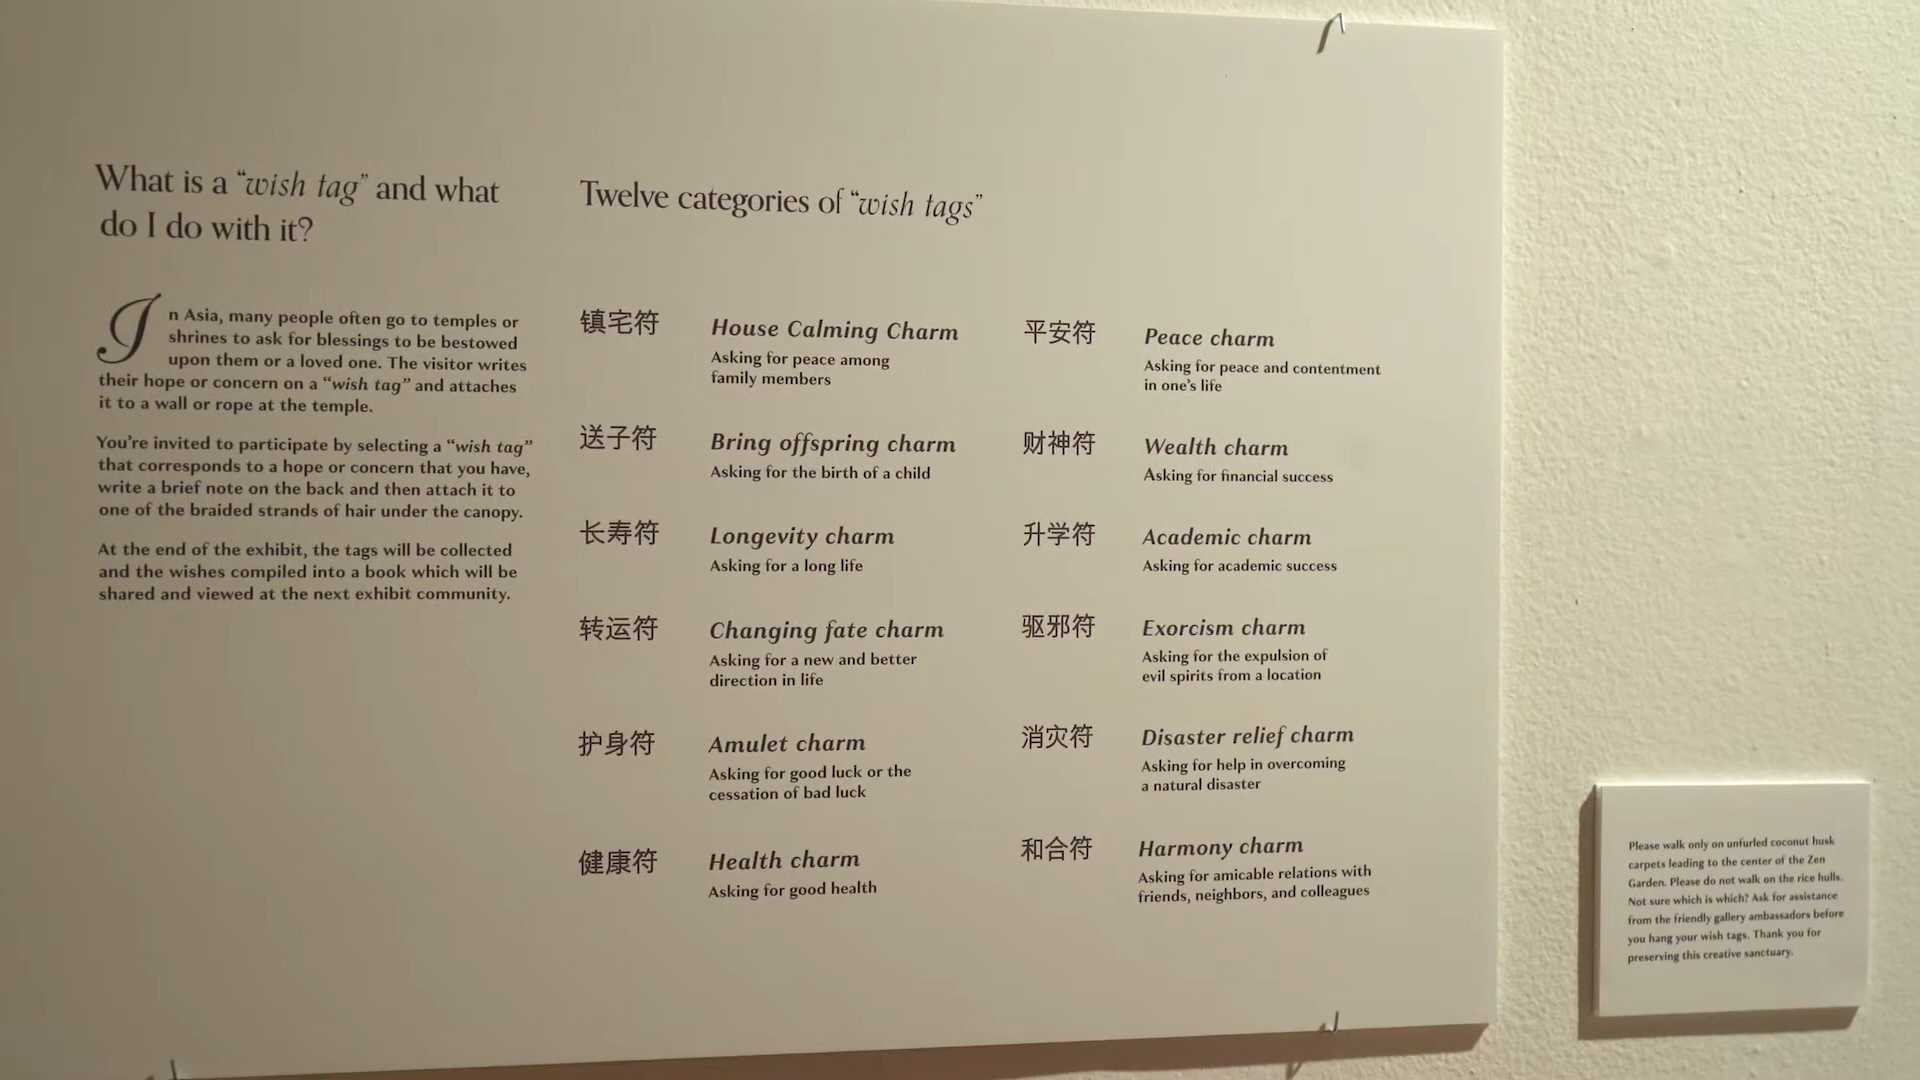 What is a “wish tag” and what
do I do with it?
In Asia, many people often go to temples or
shrines to ask for blessings to be bestowed
upon them or a loved one. The visitor writes
their hope or concern on a “wish tag” and attaches
it to a wall or rope at the temple.
You’re invited to participate by selecting a “wish tag”
that corresponds to a hope or concern that you have,
write a brief note on the back and then attach it to
one of the braided strands of hair under the canopy.
At the end of the exhibit, the tags will be collected
and the wishes compiled into a book which will be
shared and viewed at the next exhibit community.
Twelve categories of “wish tags”
镇宅符
House Calming Charm
Asking for peace among
family members
送子符
Bring offspring charm
Asking for the birth of a child
长寿符
Longevity charm
Asking for a long life
转运符
Changing fate charm
Asking for a new and better
direction in life
护身符
Amulet charm
Asking for good luck or the
cessation of bad luck
健康符
Health charm
Asking for good health
平安符
Peace charm
Asking for peace and contentment
in one’s life
财神符
Wealth charm
Asking for financial success
升学符
Academic charm
Asking for academic success
驱邪符
Exorcism charm
Asking for the expulsion of
evil spirits from a location
消灾符
Disaster relief charm
Asking for help in overcoming
a natural disaster
和合符
Harmony charm
Asking for amicable relations with
friends, neighbors, and colleagues
Please walk only on unfurled coconut husk
carpets leading to the center of the Zen
Garden. Please do not walk on the rice hulls.
Not sure which is which? Ask for assistance
from the friendly gallery ambassadors before
you hang your wish tags. Thank you for
preserving this creative sanctuary.